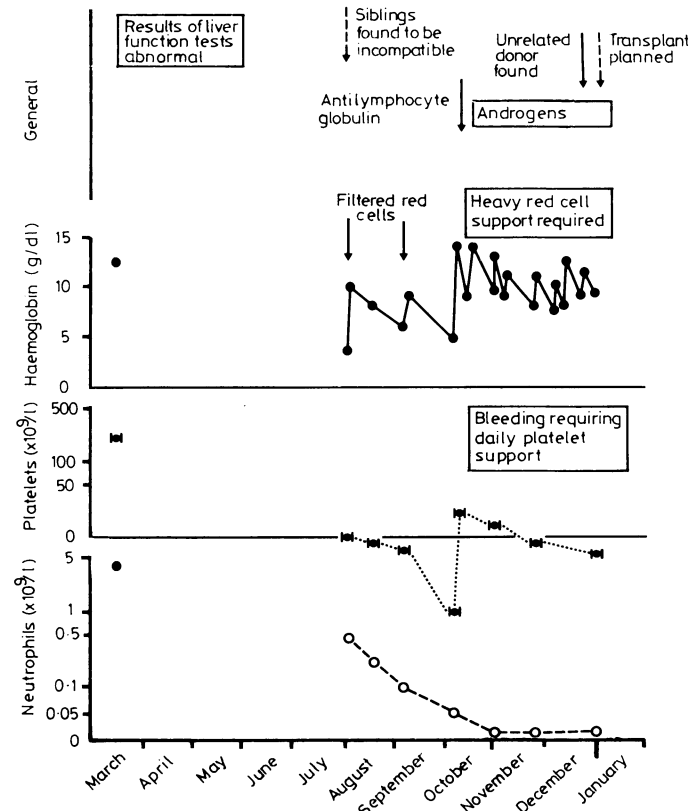 Results of liver
function tests
abnormal
Siblings
found to be
incompatible
Unrelated
donor
found
Transplant
planned
Antilymphocyte
globulin
Androgens
General
Filtered red
cells
Heavy red cell
support required
Haemoglobin (g/dl)
15
10
5
0
Platelets (x10⁹/l)
500
100
50
0
Bleeding requiring
daily platelet
support
Neutrophils (x10⁹/l)
5
1
0·5
0·1
0·05
0
March
April
May
June
July
August
September
October
November
December
January